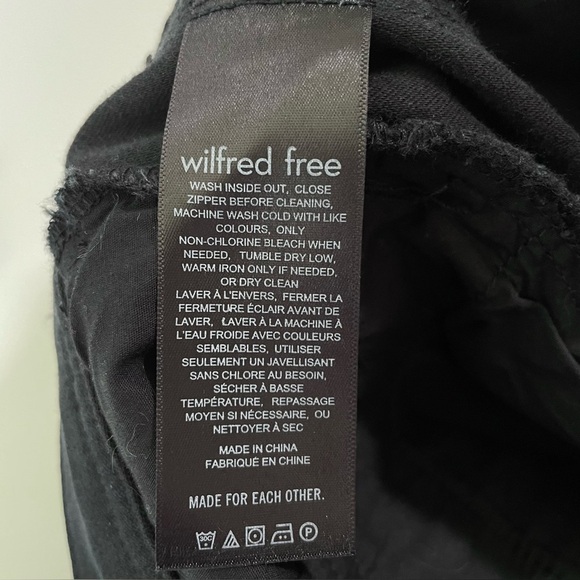 wilfred free
WASH INSIDE OUT, CLOSE
ZIPPER BEFORE CLEANING,
MACHINE WASH COLD WITH LIKE
COLOURS, ONLY
NON-CHLORINE BLEACH WHEN
NEEDED, TUMBLE DRY LOW,
WARM IRON ONLY IF NEEDED,
OR DRY CLEAN
LAVER À L'ENVERS, FERMER LA
FERMETURE ÉCLAIR AVANT DE
LAVER, LAVER À LA MACHINE À
L'EAU FROIDE AVEC COULEURS
SEMBLABLES, UTILISER
SEULEMENT UN JAVELLISANT
SANS CHLORE AU BESOIN,
SÉCHER À BASSE
TEMPÉRATURE, REPASSAGE
MOYEN SI NÉCESSAIRE, OU
NETTOYER À SEC
MADE IN CHINA
FABRIQUÉ EN CHINE
MADE FOR EACH OTHER.
30C P